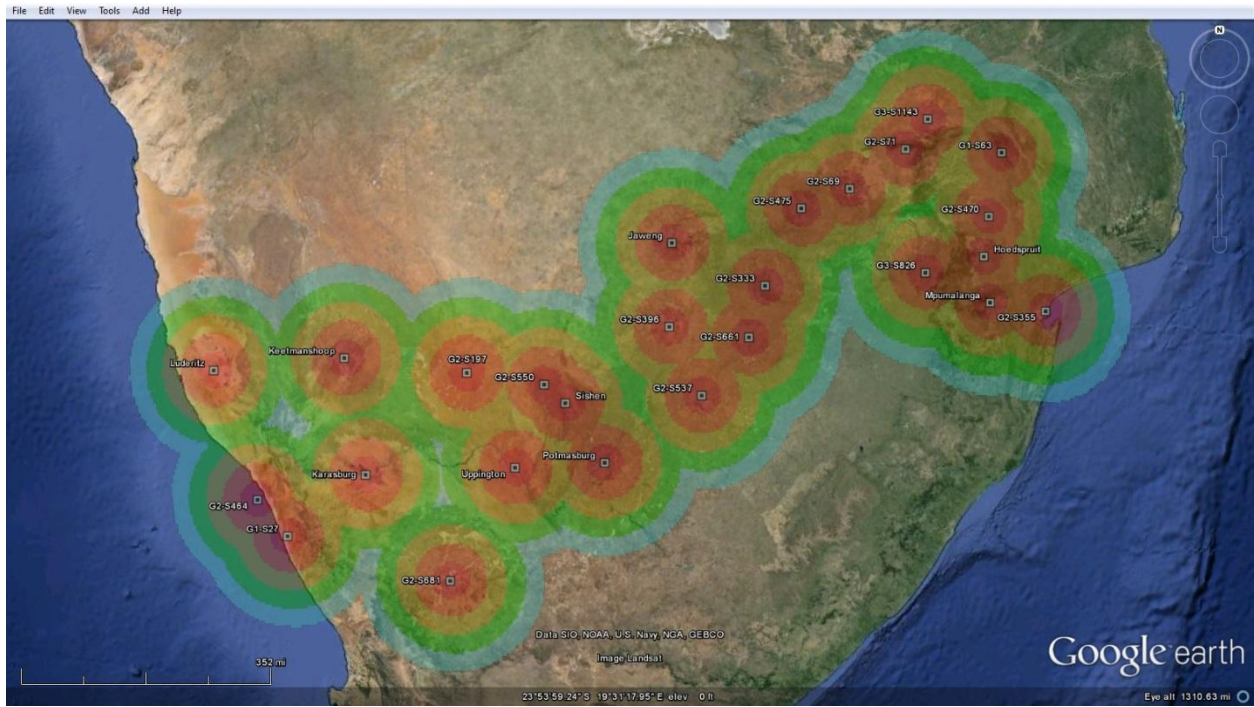 File Edit View Tools Add Help
N
G3-S1143
G2-S71
G1-S63
G2-S69
G2-S475
G2-S470
Jaweng
Hoedspruit
G3-S826
G2-S333
Mpumalanga
G2-S355
G2-S396
G2-S661
Keetmanshoop
G2-S197
Luderitz
G2-S550
Sishen
G2-S537
Potmasburg
Karasburg
Uppington
G2-S464
G1-S27
G2-S681
Data SIO, NOAA, U.S. Navy, NGA, GEBCO
Image Landsat
352 mi
Google earth
23°53'59.24" S 19°31'17.95" E elev 0 ft
Eye alt 1310.63 mi